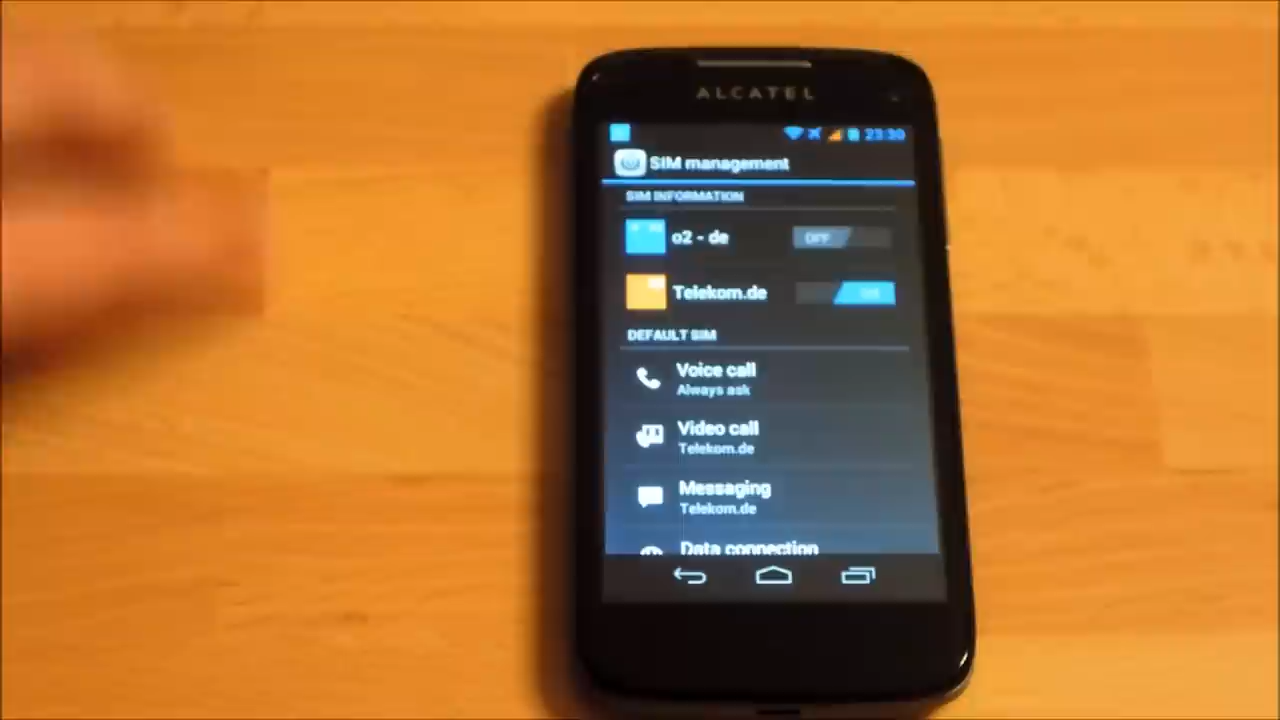 ALCATEL
23:30
SIM management
SIM INFORMATION
o2 - de OFF
Telekom.de ON
DEFAULT SIM
Voice call
Always ask
Video call
Telekom.de
Messaging
Telekom.de
Data connection